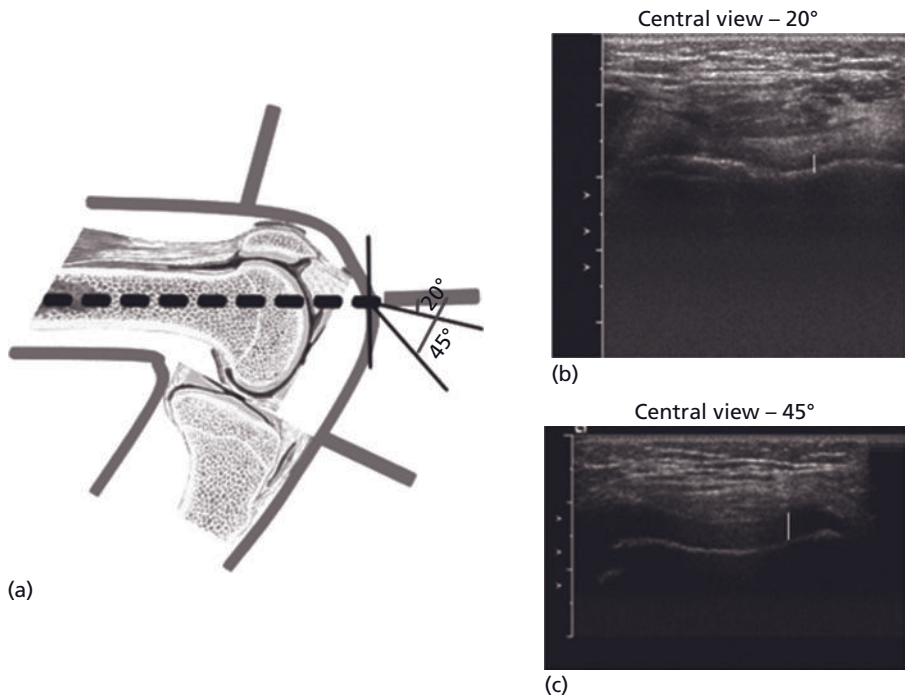 Central view – 20°
20°
45°
(b)
Central view – 45°
(a)
(c)